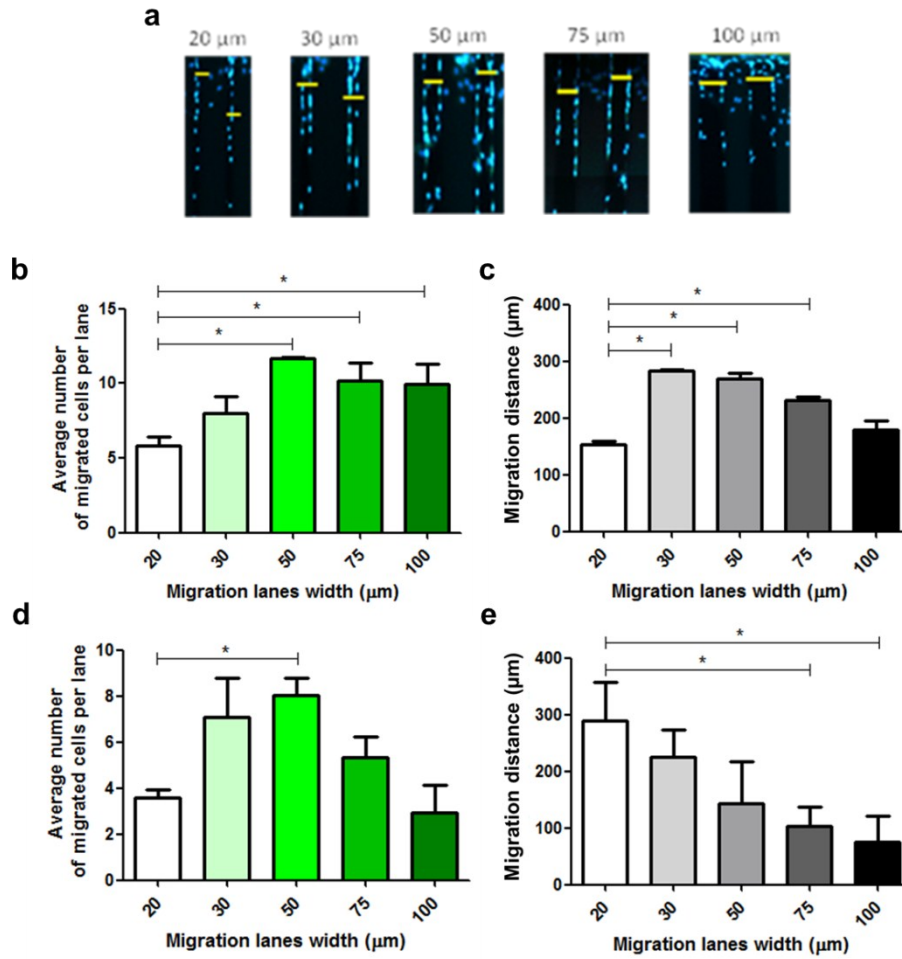 a
20 μm 30 μm 50 μm 75 μm 100 μm
b
Average number
of migrated cells per lane
15
10
5
0
* 
*
*
20 30 50 75 100
Migration lanes width (μm)
c
Migration distance (μm)
400
300
200
100
0
*
*
*
20 30 50 75 100
Migration lanes width (μm)
d
Average number
of migrated cells per lane
10
8
6
4
2
0
*
20 30 50 75 100
Migration lanes width (μm)
e
Migration distance (μm)
400
300
200
100
0
*
*
20 30 50 75 100
Migration lanes width (μm)